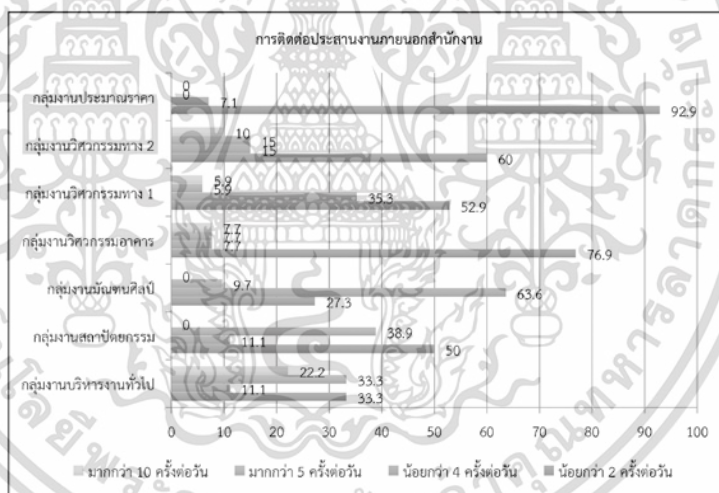 การติดต่อประสานงานภายนอกสำนักงาน
0
0
กลุ่มงานประมาณราคา
7.1
92.9
10
15
กลุ่มงานวิศวกรรมทาง 2
15
60
5.9
5.9
กลุ่มงานวิศวกรรมทาง 1
35.3
52.9
7.7
7.7
กลุ่มงานวิศวกรรมอาคาร
7.7
76.9
0
9.7
กลุ่มงานมัณฑนศิลป์
63.6
27.3
0
38.9
กลุ่มงานสถาปัตยกรรม
11.1
50
22.2
33.3
กลุ่มงานบริหารงานทั่วไป
11.1
33.3
0 10 20 30 40 50 60 70 80 90 100
มากกว่า 10 ครั้งต่อวัน มากกว่า 5 ครั้งต่อวัน น้อยกว่า 4 ครั้งต่อวัน น้อยกว่า 2 ครั้งต่อวัน